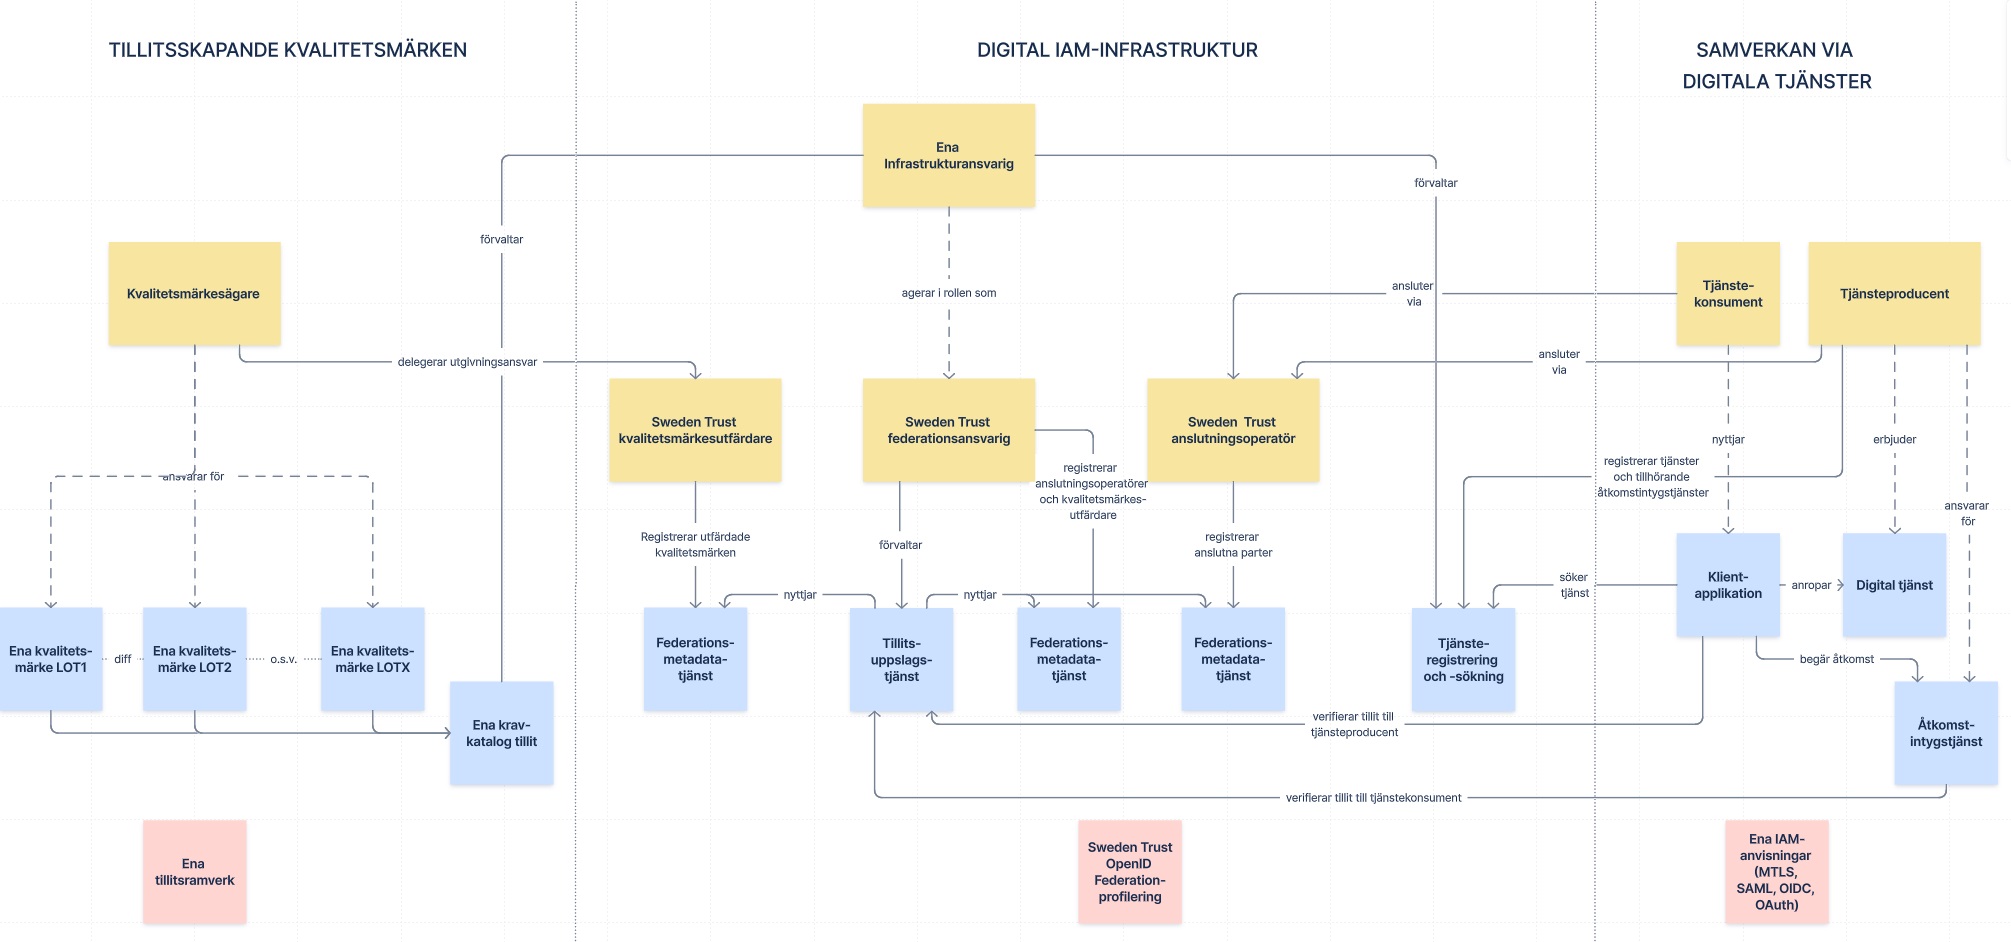 TILLITSSKAPANDE KVALITETSMÄRKEN
DIGITAL IAM-INFRASTRUKTUR
SAMVERKAN VIA
DIGITALA TJÄNSTER
Ena
Infrastrukturansvarig
förvaltar
förvaltar
agerar i rollen som
Kvalitetsmärkesägare
ansluter
via
Tjänste-
konsument
Tjänsteproducent
delegerar utgivningsansvar
ansluter
via
Sweden Trust
kvalitetsmärkesutfärdare
Sweden Trust
federationsansvarig
Sweden Trust
anslutningsoperatör
ansvarar för
registrerar
anslutningsoperatörer
och kvalitetsmärkes-
utfärdare
registrerar tjänster
och tillhörande
åtkomstintygstjänster
nyttjar
erbjuder
ansvarar
för
Registrerar utfärdade
kvalitetsmärken
förvaltar
registrerar
anslutna parter
nyttjar
nyttjar
söker
tjänst
Klient-
applikation
anropar
Digital tjänst
Ena kvalitets-
märke LOT1
diff
Ena kvalitets-
märke LOT2
o.s.v.
Ena kvalitets-
märke LOTX
Federations-
metadata-
tjänst
Tillits-
uppslags-
tjänst
Federations-
metadata-
tjänst
Federations-
metadata-
tjänst
Tjänste-
registrering
och -sökning
begär åtkomst
Ena krav-
katalog tillit
verifierar tillit till
tjänsteproducent
Åtkomst-
intygstjänst
verifierar tillit till tjänstekonsument
Ena
tillitsramverk
Sweden Trust
OpenID
Federation-
profilering
Ena IAM-
anvisningar
(MTLS,
SAML, OIDC,
OAuth)